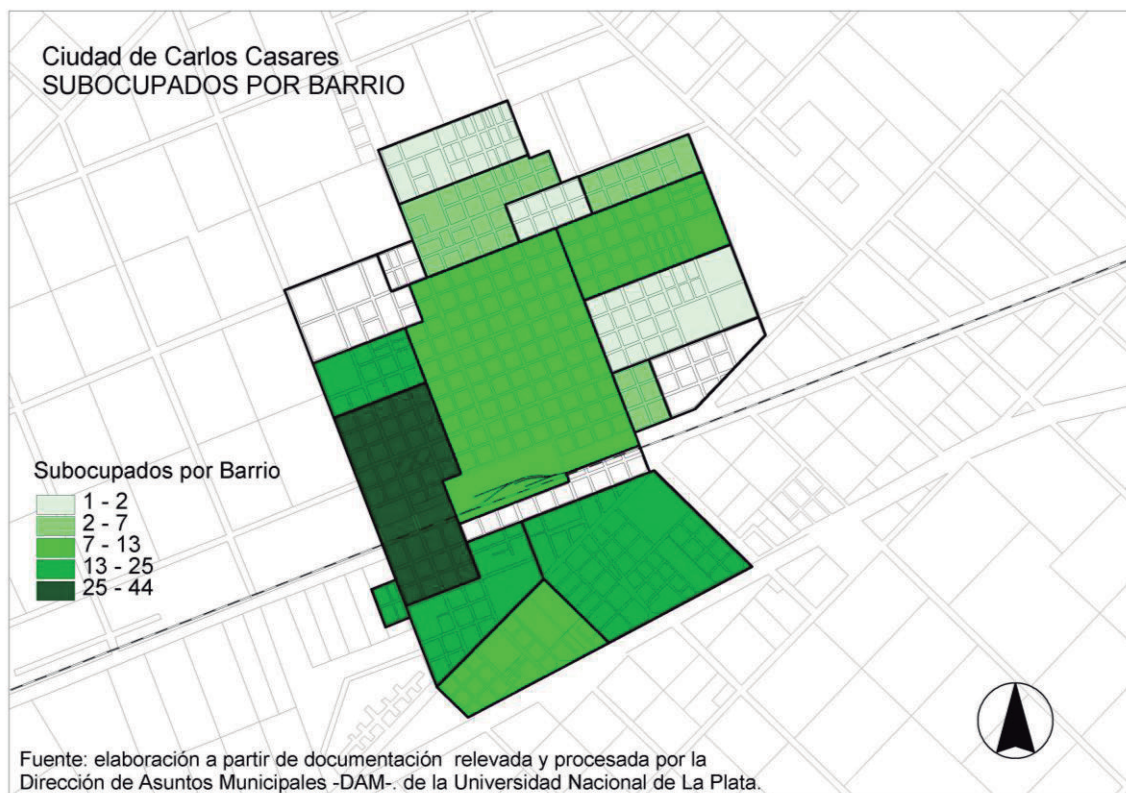 Ciudad de Carlos Casares
SUBOCUPADOS POR BARRIO
Subocupados por Barrio
1 - 2
2 - 7
7 - 13
13 - 25
25 - 44
Fuente: elaboración a partir de documentación relevada y procesada por la
Dirección de Asuntos Municipales -DAM-. de la Universidad Nacional de La Plata.